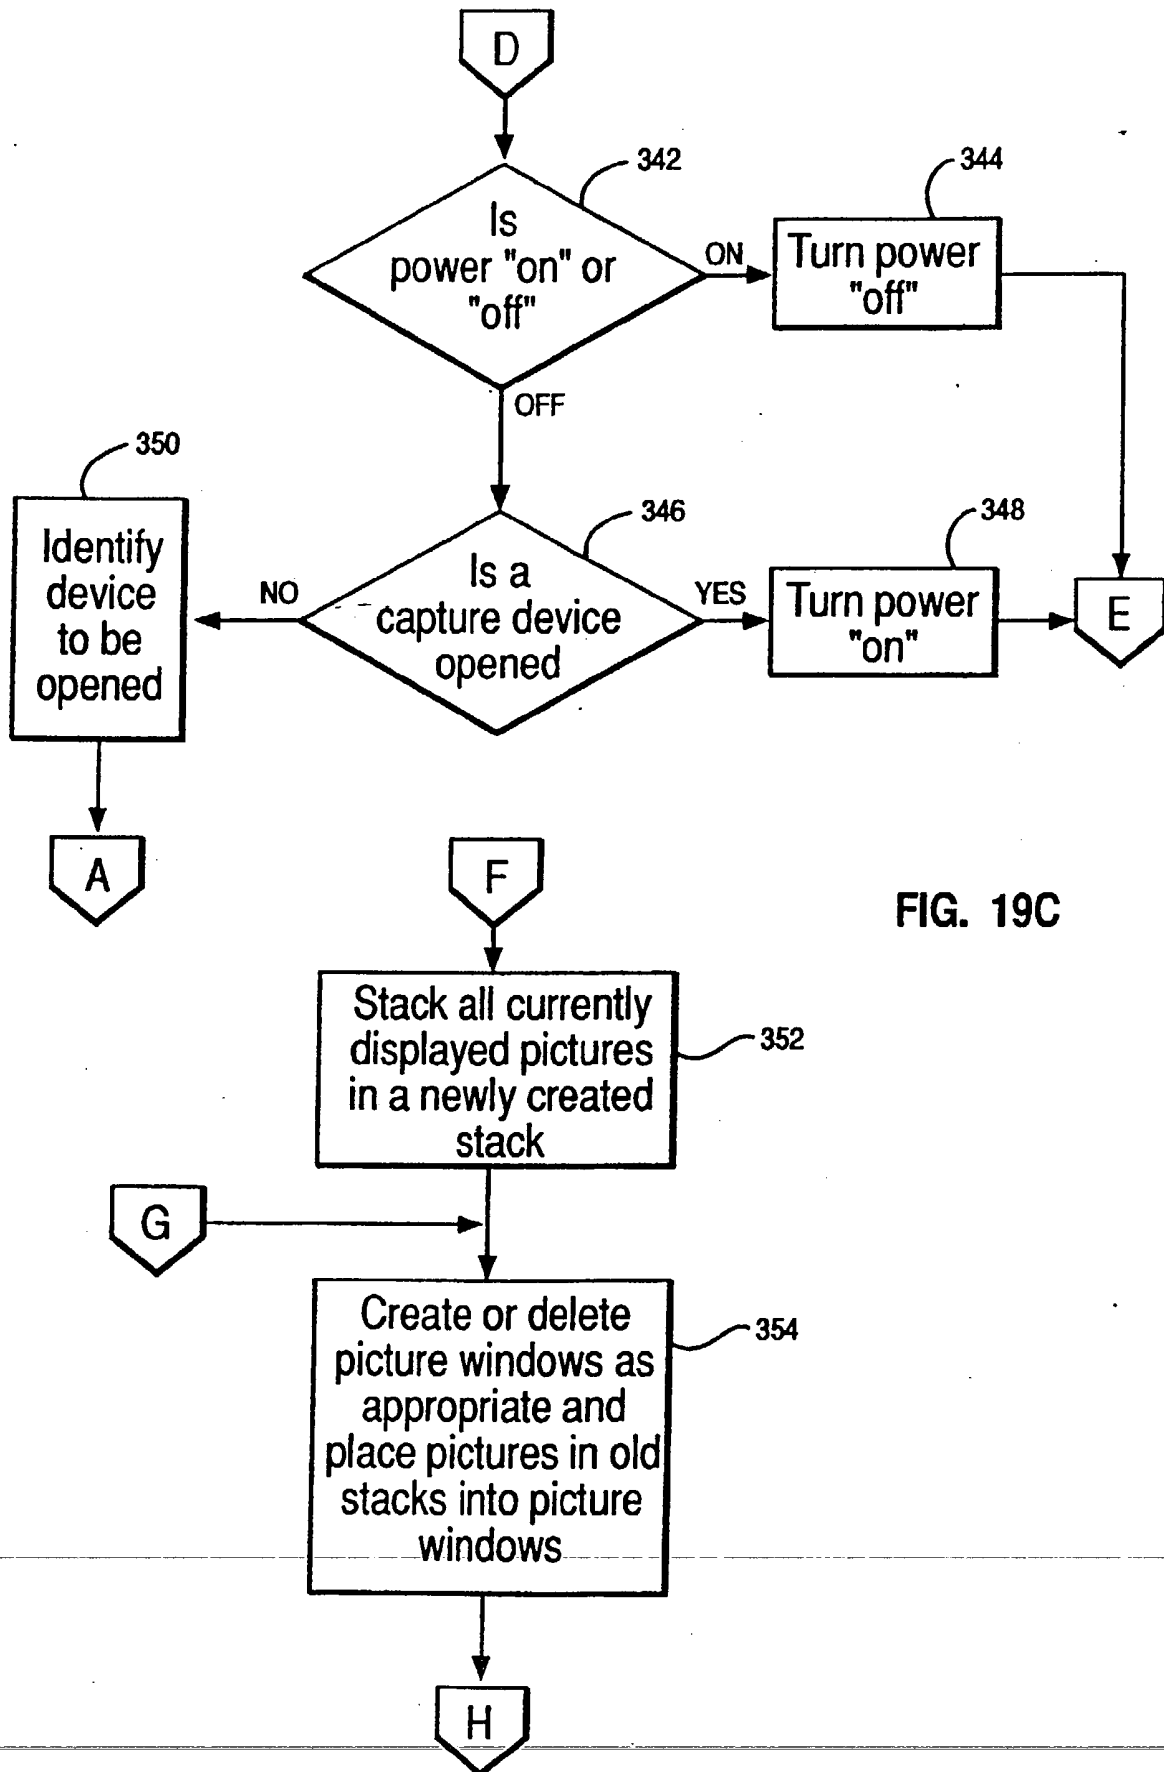 D
342
Is
power "on" or
"off"
ON
344
Turn power
"off"
OFF
350
Identify
device
to be
opened
NO
346
Is a
capture device
opened
YES
348
Turn power
"on"
E
A
F
FIG. 19C
Stack all currently
displayed pictures
in a newly created
stack
352
G
Create or delete
picture windows as
appropriate and
place pictures in old
stacks into picture
windows
354
H